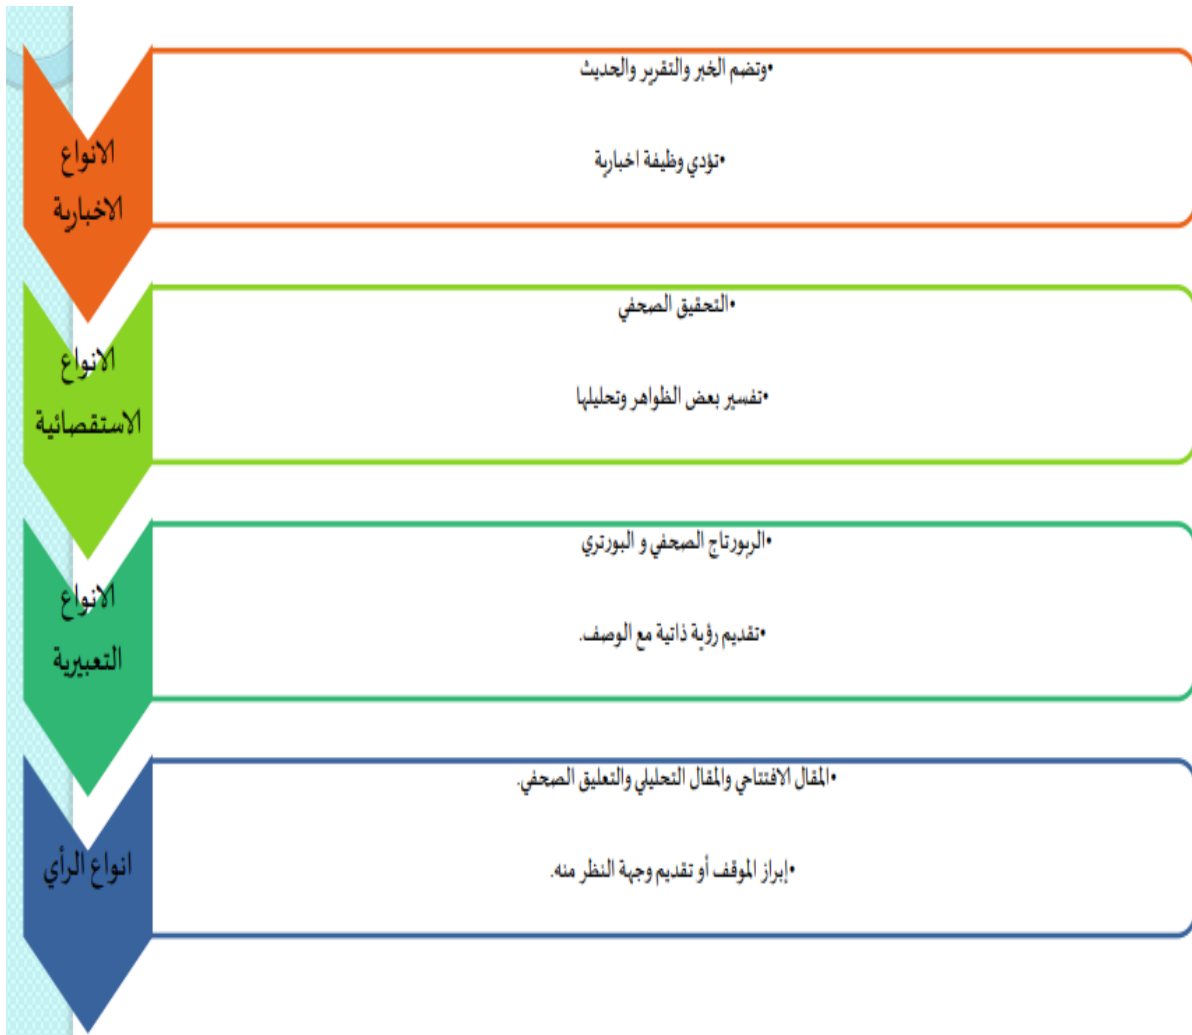 الانواع
الاخبارية
•وتضم الخبر والتقرير والحديث
•تؤدي وظيفة اخبارية
الانواع
الاستقصائية
•التحقيق الصحفي
•تفسير بعض الظواهر وتحليلها
الانواع
التعبيرية
•الربورتاج الصحفي و البورتري
•تقديم رؤية ذاتية مع الوصف.
انواع الرأي
•المقال الافتتاحي والمقال التحليلي والتعليق الصحفي.
•إبراز الموقف أو تقديم وجهة النظر منه.